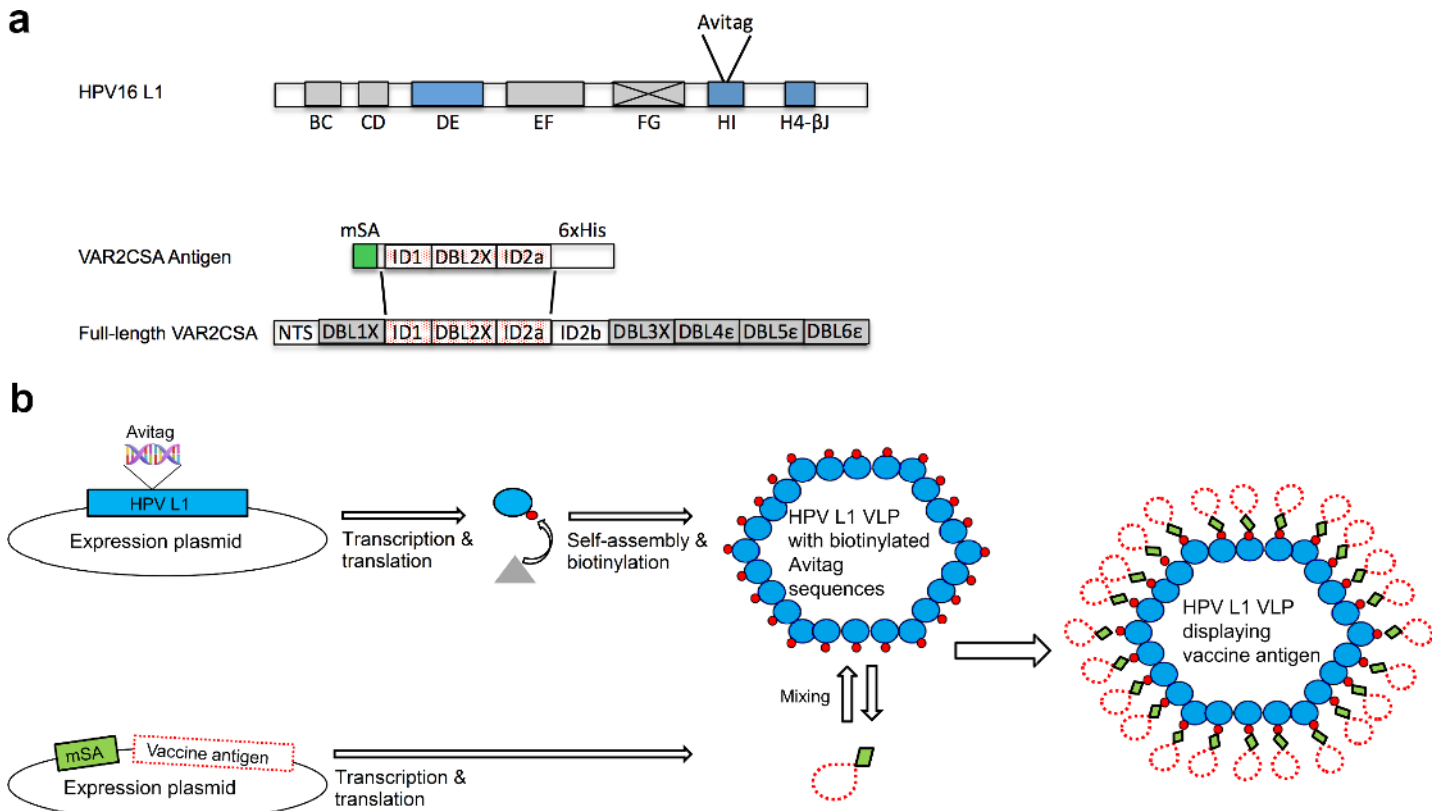 a
Avitag
HPV16 L1
BC CD DE EF FG HI H4-βJ
mSA 6xHis
VAR2CSA Antigen ID1 DBL2X ID2a
Full-length VAR2CSA NTS DBL1X ID1 DBL2X ID2a ID2b DBL3X DBL4ε DBL5ε DBL6ε
b
Avitag
HPV L1
Expression plasmid
Transcription &
translation
Self-assembly &
biotinylation
HPV L1 VLP
with biotinylated
Avitag
sequences
HPV L1 VLP
displaying
vaccine antigen
Mixing
mSA Vaccine antigen
Expression plasmid
Transcription &
translation